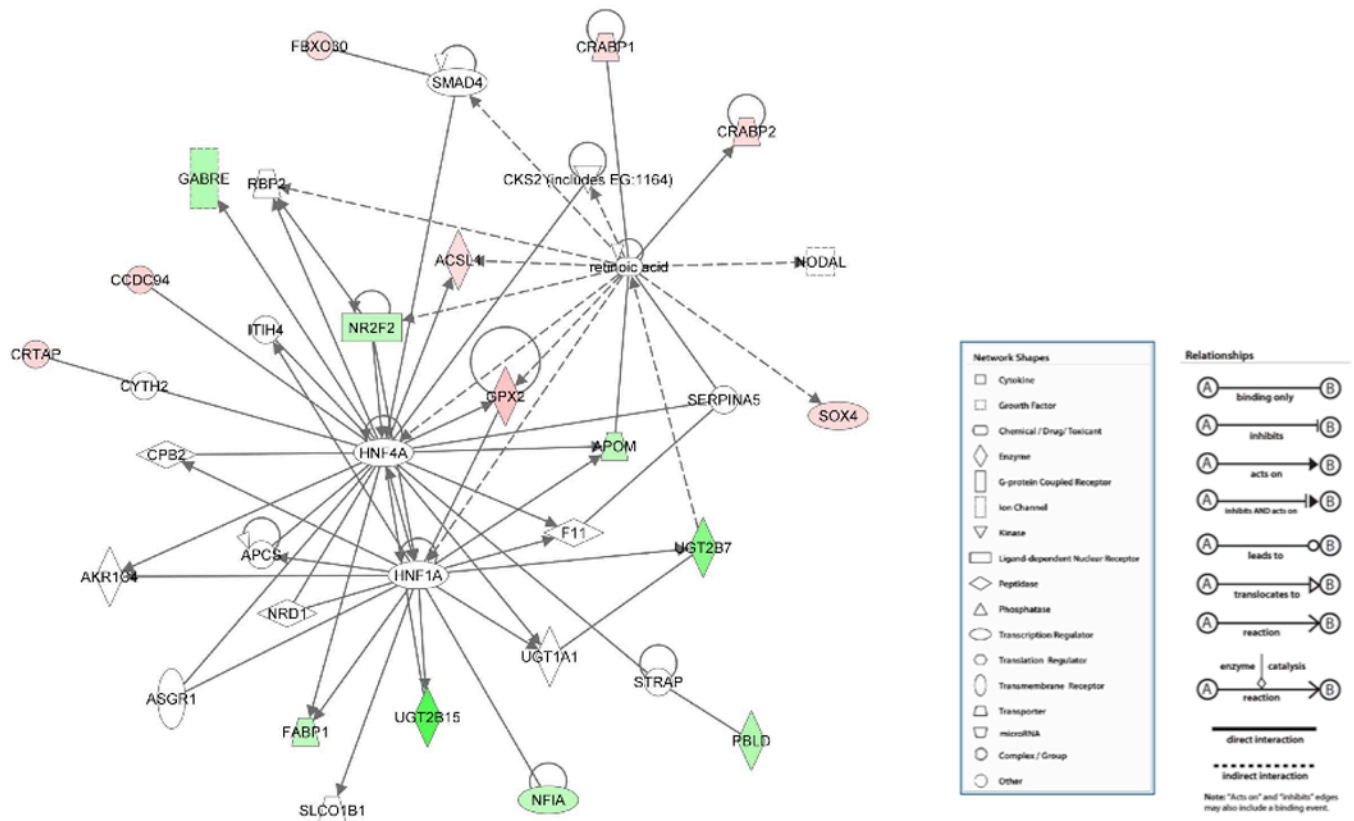 FBXO30
CRABP1
SMAD4
CRABP2
GABRE
RBP2
CKS2 (includes EG:1164)
ACSL1
retinoic acid
NODAL
CCDC94
ITIH4
NR2F2
CRTAP
CYTH2
GPX2
SERPINA5
SOX4
CPB2
HNF4A
APOM
APCS
F11
UGT2B7
AKR1C4
HNF1A
NRD1
UGT1A1
STRAP
ASGR1
FABP1
UGT2B15
PBLD
SLCO1B1
NFIA
Network Shapes
Cytokine
Growth Factor
Chemical / Drug/ Toxicant
Enzyme
G-protein Coupled Receptor
Ion Channel
Kinase
Ligand-dependent Nuclear Receptor
Peptidase
Phosphatase
Transcription Regulator
Translation Regulator
Transmembrane Receptor
Transporter
microRNA
Complex / Group
Other
Relationships
A B
binding only
A B
inhibits
A B
acts on
A B
inhibits AND acts on
A B
leads to
A B
translocates to
A B
reaction
enzyme catalysis
A B
reaction
direct interaction
indirect interaction
Note: "Acts on" and "inhibits" edges
may also include a binding event.